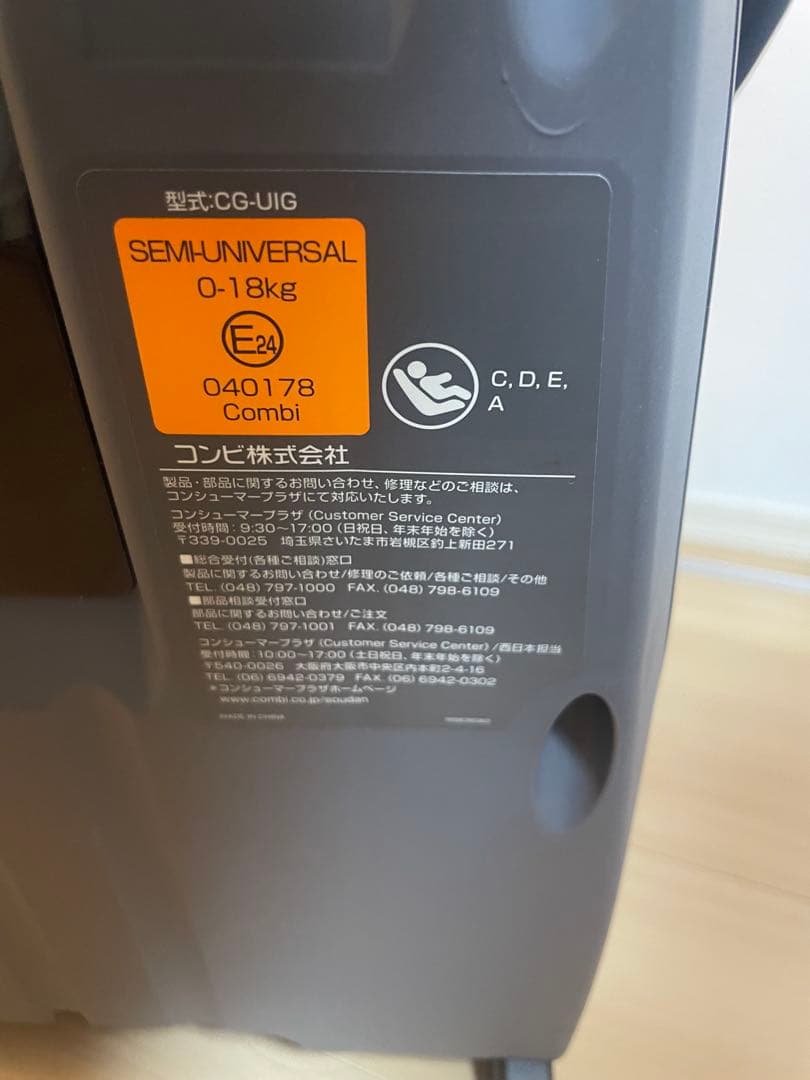 型式:CG-UIG
SEMI-UNIVERSAL
0-18kg
E24
040178
Combi
C, D, E,
A
コンビ株式会社
製品・部品に関するお問い合わせ、修理などのご相談は、
コンシューマープラザにて対応いたします。
コンシューマープラザ (Customer Service Center)
受付時間：9:30～17:00 (日祝日、年末年始を除く)
〒339-0025 埼玉県さいたま市岩槻区釣上新田271
■総合受付(各種ご相談)窓口
製品に関するお問い合わせ/修理のご依頼/各種ご相談/その他
TEL. (048) 797-1000 FAX. (048) 798-6109
■部品相談受付窓口
部品に関するお問い合わせ/ご注文
TEL. (048) 797-1001 FAX. (048) 798-6109
コンシューマープラザ (Customer Service Center) /西日本担当
受付時間：10:00～17:00 (土日祝日、年末年始を除く)
〒540-0026 大阪府大阪市中央区内本町2-4-16
TEL. (06) 6942-0379 FAX. (06) 6942-0302
＊コンシューマープラザホームページ
www.combi.co.jp/soudan
MADE IN CHINA